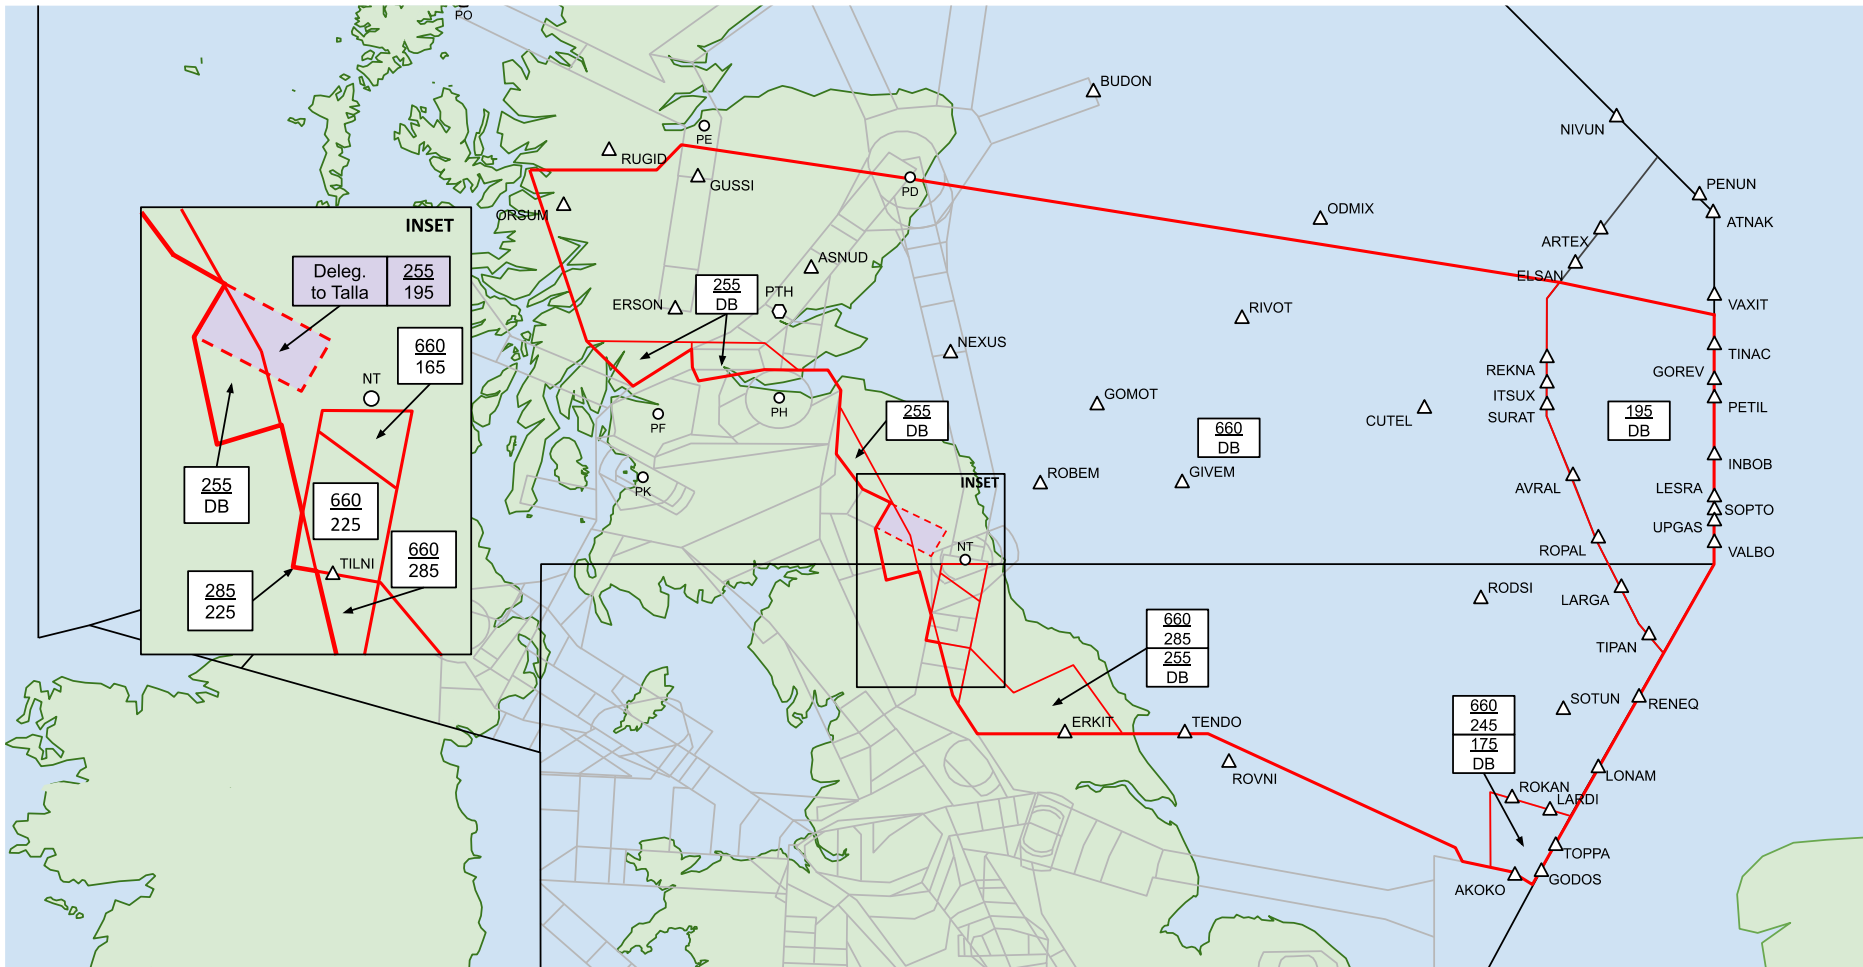 PO
BUDON
NIVUN
PE
RUGID
GUSSI
PD
PENUN
ATNAK
ORSUM
ODMIX
ARTEX
INSET
ASNUD
ELSAN
Deleg.
to Talla
255
195
255
DB
PTH
ERSON
VAXIT
RIVOT
NEXUS
TINAC
660
165
REKNA
GOREV
NT
ITSUX
PETIL
GOMOT
SURAT
CUTEL
PH
PF
255
DB
195
DB
660
DB
INBOB
ROBEM
GIVEM
INSET
PK
AVRAL
LESRA
SOPTO
255
DB
660
225
UPGAS
NT
ROPAL
VALBO
660
285
TILNI
285
225
RODSI
LARGA
660
285
255
DB
TIPAN
SOTUN
RENEQ
660
245
175
DB
ERKIT
TENDO
ROVNI
LONAM
ROKAN
LARDI
TOPPA
GODOS
AKOKO